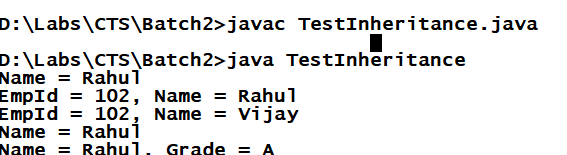 D:\Labs\CTS\Batch2>javac TestInheritance.java
D:\Labs\CTS\Batch2>java TestInheritance
Name = Rahul
EmpId = 102, Name = Rahul
EmpId = 102, Name = Vijay
Name = Rahul
Name = Rahul, Grade = A